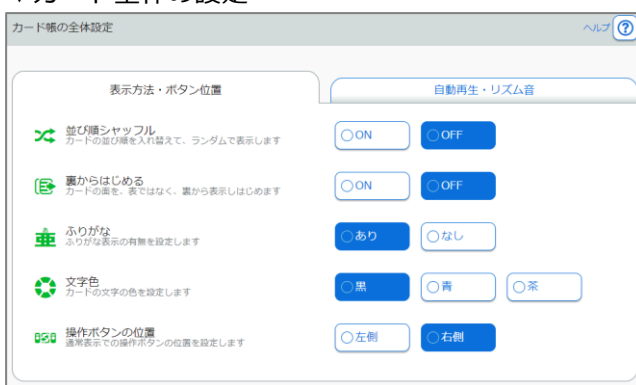 カード帳の全体設定
ヘルプ ?
表示方法・ボタン位置
自動再生・リズム音
並び順シャッフル
カードの並び順を入れ替えて、ランダムで表示します
ON
OFF
裏からはじめる
カードの面を、表ではなく、裏から表示しはじめます
ON
OFF
ふりがな
ふりがな表示の有無を設定します
あり
なし
文字色
カードの文字の色を設定します
黒
青
茶
操作ボタンの位置
通常表示での操作ボタンの位置を設定します
左側
右側